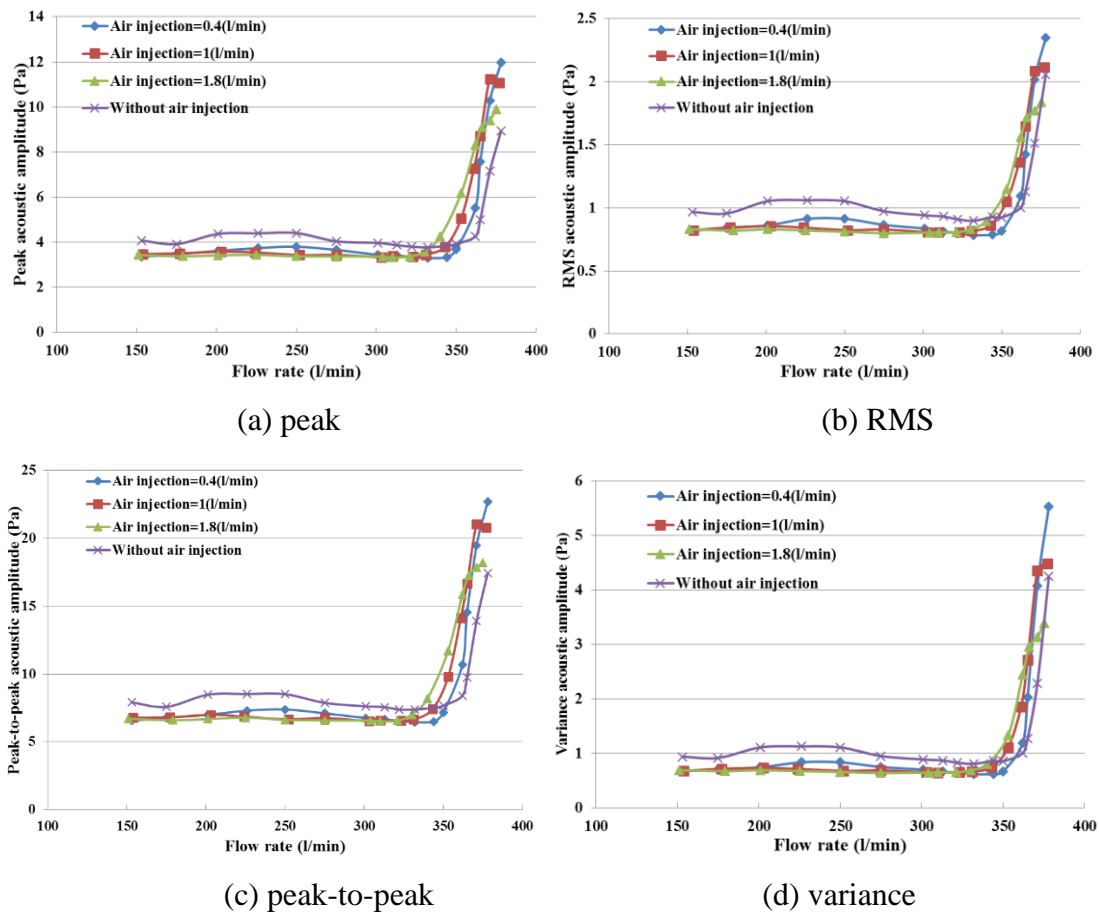 Air injection=0.4(l/min)
Air injection=1(l/min)
Air injection=1.8(l/min)
Without air injection
Peak acoustic amplitude (Pa)
14
12
10
8
6
4
2
0
100 150 200 250 300 350 400
Flow rate (l/min)
(a) peak
Air injection=0.4(l/min)
Air injection=1(l/min)
Air injection=1.8(l/min)
Without air injection
RMS acoustic amplitude (Pa)
2.5
2
1.5
1
0.5
0
100 150 200 250 300 350 400
Flow rate (l/min)
(b) RMS
Air injection=0.4(l/min)
Air injection=1(l/min)
Air injection=1.8(l/min)
Without air injection
Peak-to-peak acoustic amplitude (Pa)
25
20
15
10
5
0
100 150 200 250 300 350 400
Flow rate (l/min)
(c) peak-to-peak
Air injection=0.4(l/min)
Air injection=1(l/min)
Air injection=1.8(l/min)
Without air injection
Variance acoustic amplitude (Pa)
6
5
4
3
2
1
0
100 150 200 250 300 350 400
Flow rate (l/min)
(d) variance